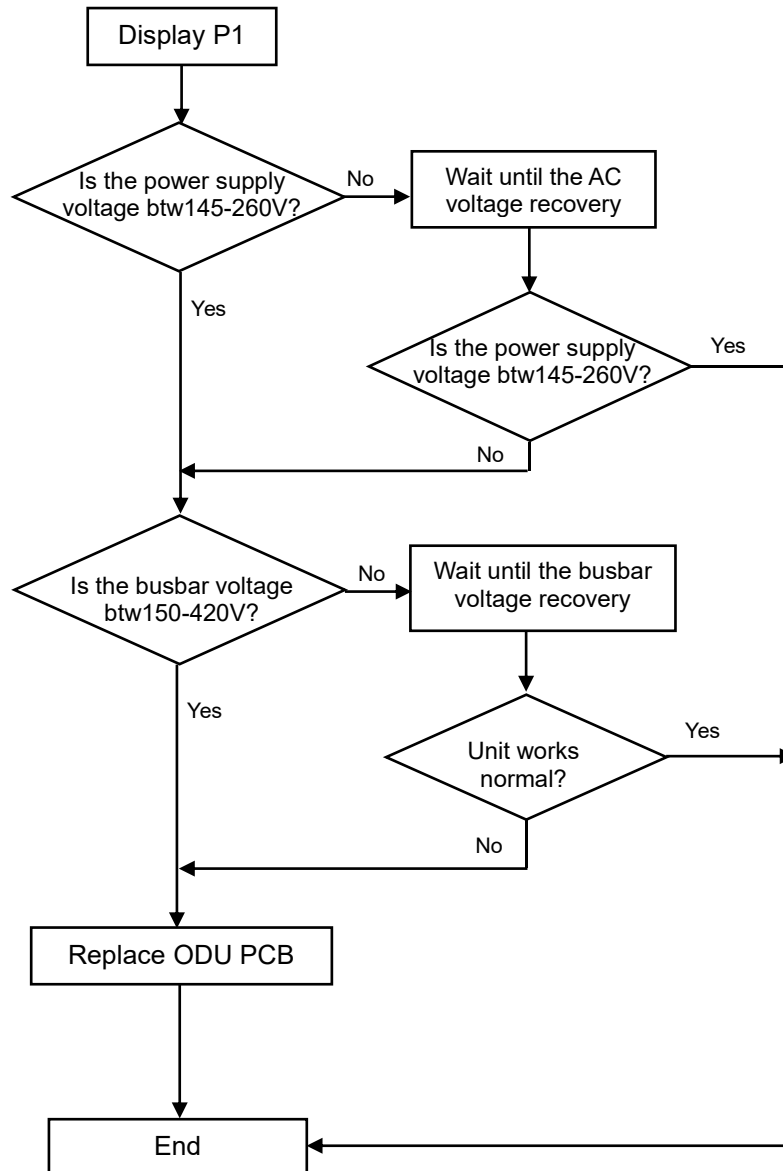 Display P1
Is the power supply
voltage btw145-260V?
No
Wait until the AC
voltage recovery
Yes
Is the power supply
voltage btw145-260V?
Yes
No
Is the busbar voltage
btw150-420V?
No
Wait until the busbar
voltage recovery
Yes
Unit works
normal?
Yes
No
Replace ODU PCB
End